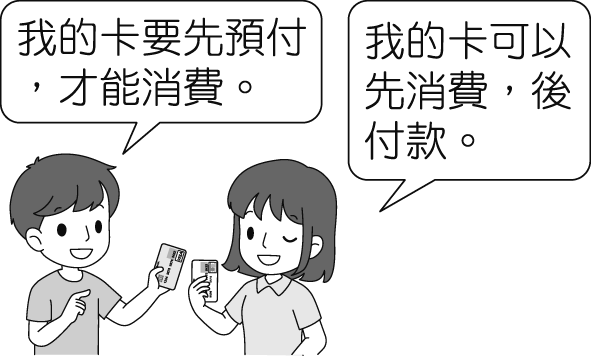 我的卡要先預付
，才能消費。
我的卡可以
先消費，後
付款。